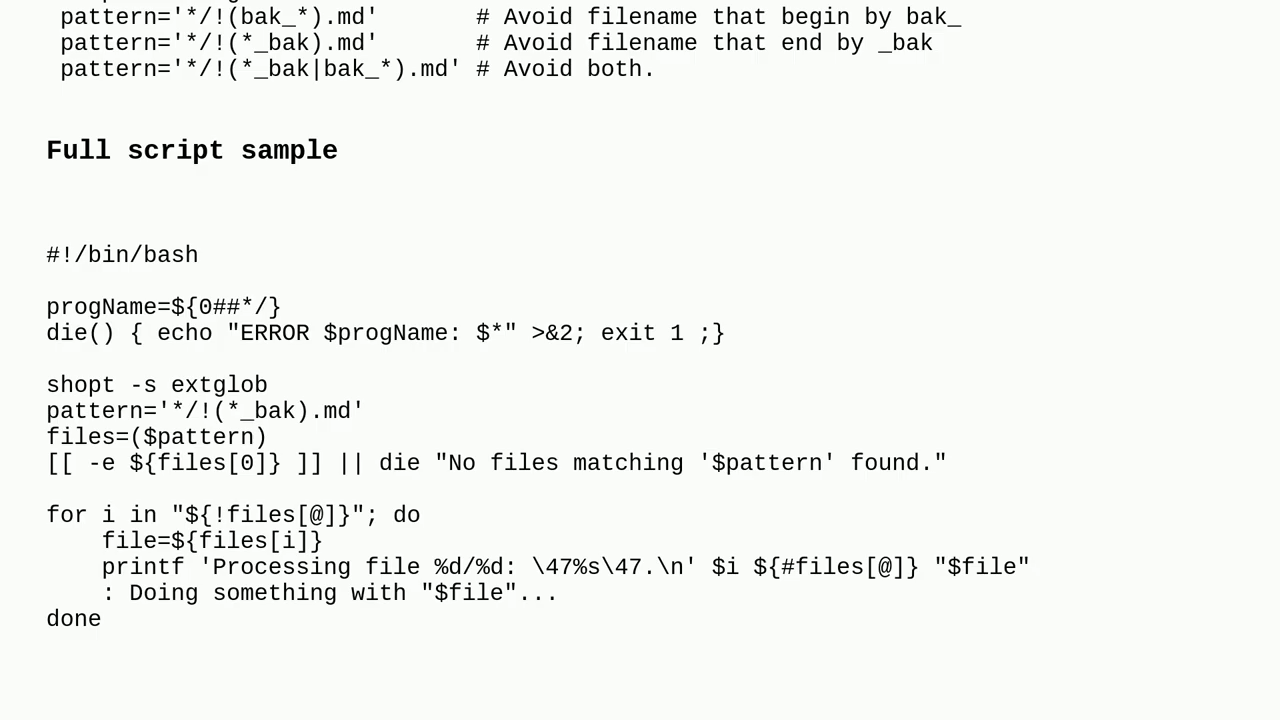 pattern='*/!(bak_*).md' # Avoid filename that begin by bak_
pattern='*/!(*_bak).md' # Avoid filename that end by _bak
pattern='*/!(*_bak|bak_*).md' # Avoid both.
Full script sample
#!/bin/bash
progName=${0##*/}
die() { echo "ERROR $progName: $*" >&2; exit 1 ;}
shopt -s extglob
pattern='*/!(*_bak).md'
files=($pattern)
[[ -e ${files[0]} ]] || die "No files matching '$pattern' found."
for i in "${!files[@]}"; do
    file=${files[i]}
    printf 'Processing file %d/%d: \47%s\47.\n' $i ${#files[@]} "$file"
    : Doing something with "$file"...
done